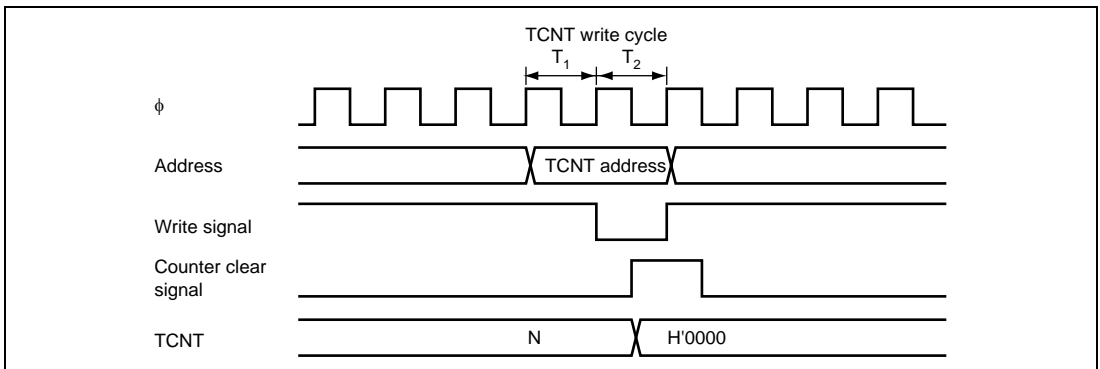 TCNT write cycle
T1 T2
ϕ
Address
TCNT address
Write signal
Counter clear
signal
TCNT
N
H'0000